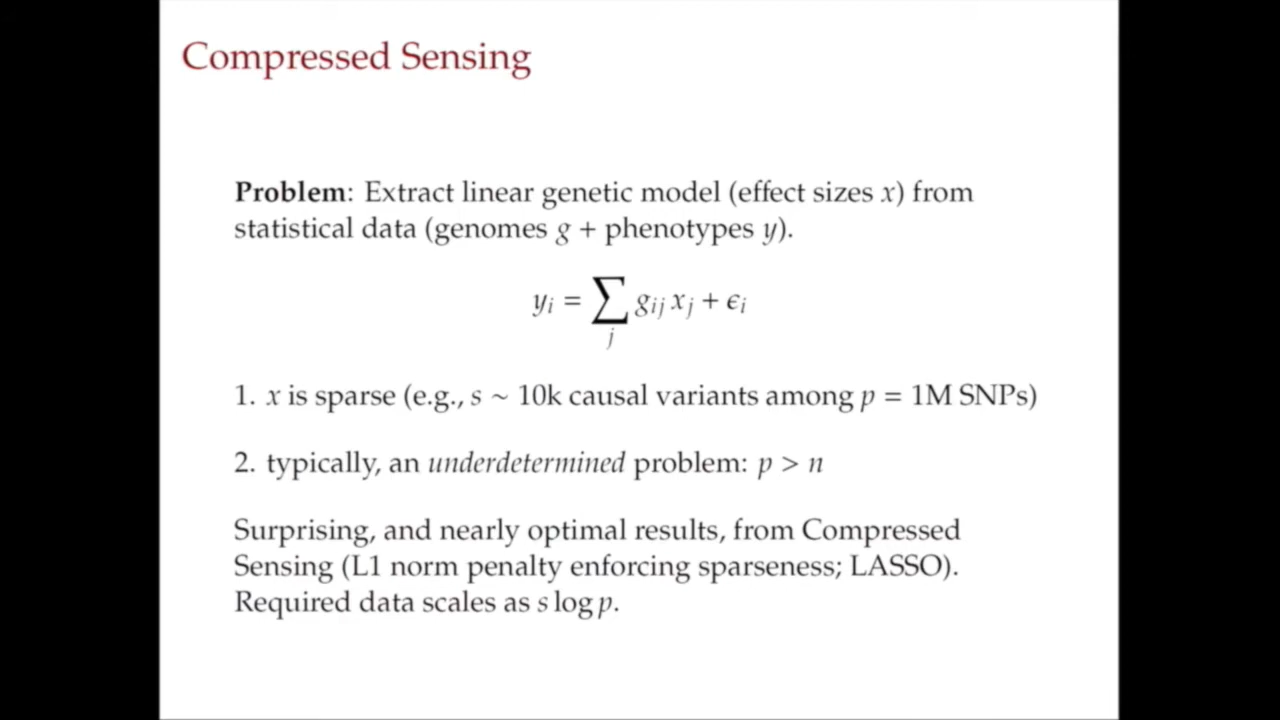 Compressed Sensing
Problem: Extract linear genetic model (effect sizes x) from
statistical data (genomes g + phenotypes y).
yᵢ = ∑ⱼ gᵢⱼ xⱼ + ϵᵢ
1. x is sparse (e.g., s ∼ 10k causal variants among p = 1M SNPs)
2. typically, an underdetermined problem: p > n
Surprising, and nearly optimal results, from Compressed
Sensing (L1 norm penalty enforcing sparseness; LASSO).
Required data scales as s log p.